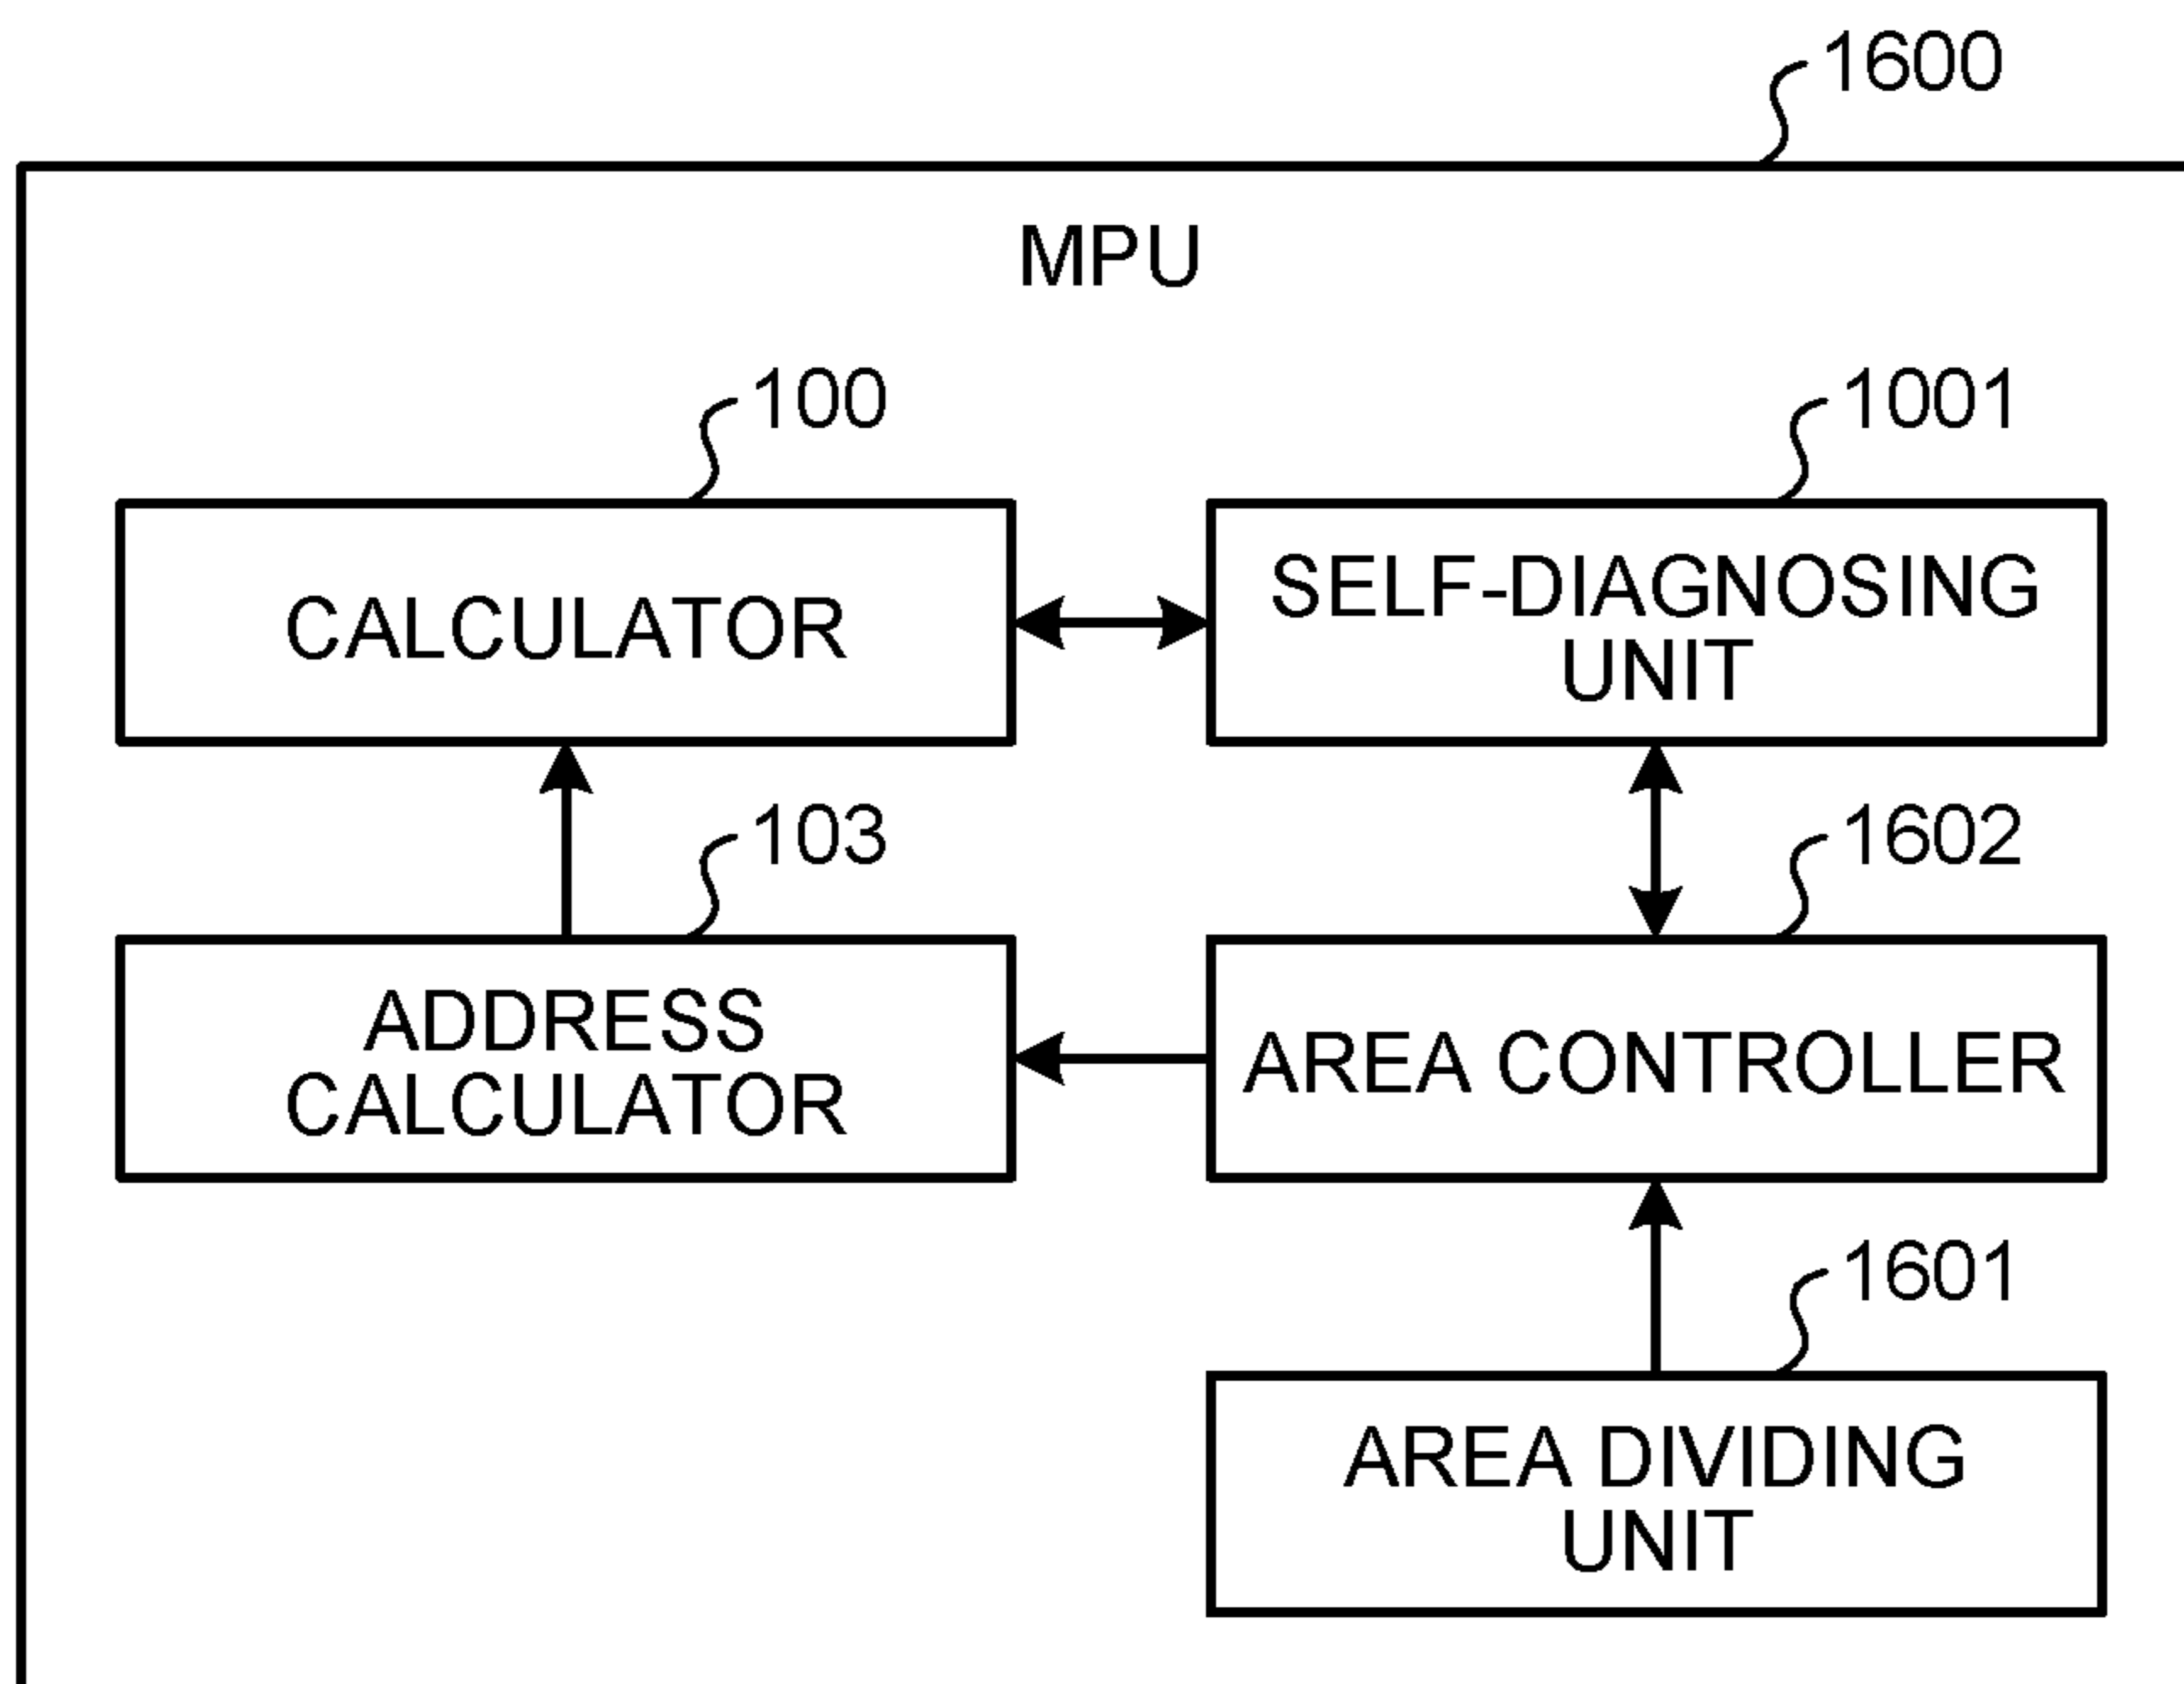 1600
MPU
100
1001
CALCULATOR
SELF-DIAGNOSING
UNIT
103
1602
ADDRESS
CALCULATOR
AREA CONTROLLER
1601
AREA DIVIDING
UNIT